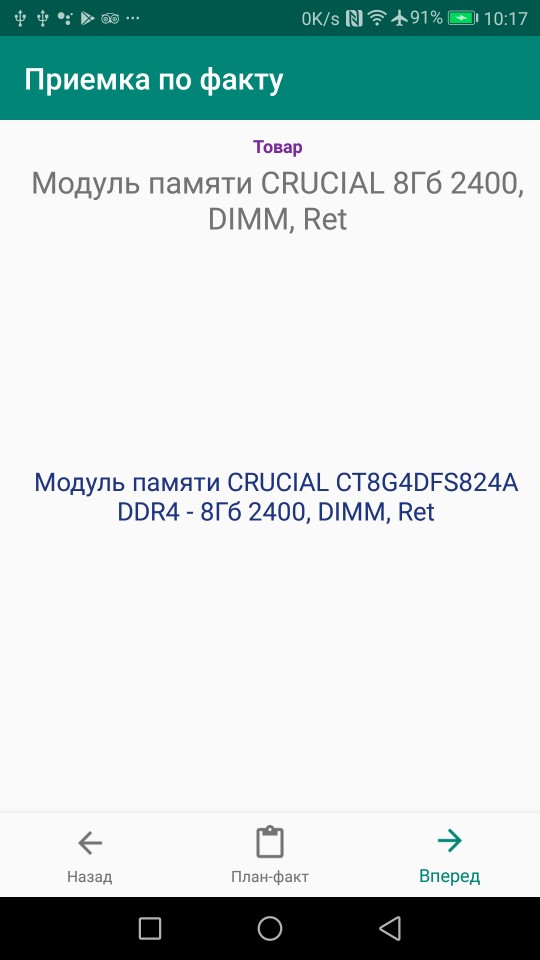 0K/s 91% 10:17
Приемка по факту
Товар
Модуль памяти CRUCIAL 8Гб 2400,
DIMM, Ret
Модуль памяти CRUCIAL CT8G4DFS824A
DDR4 - 8Гб 2400, DIMM, Ret
Назад План-факт Вперед